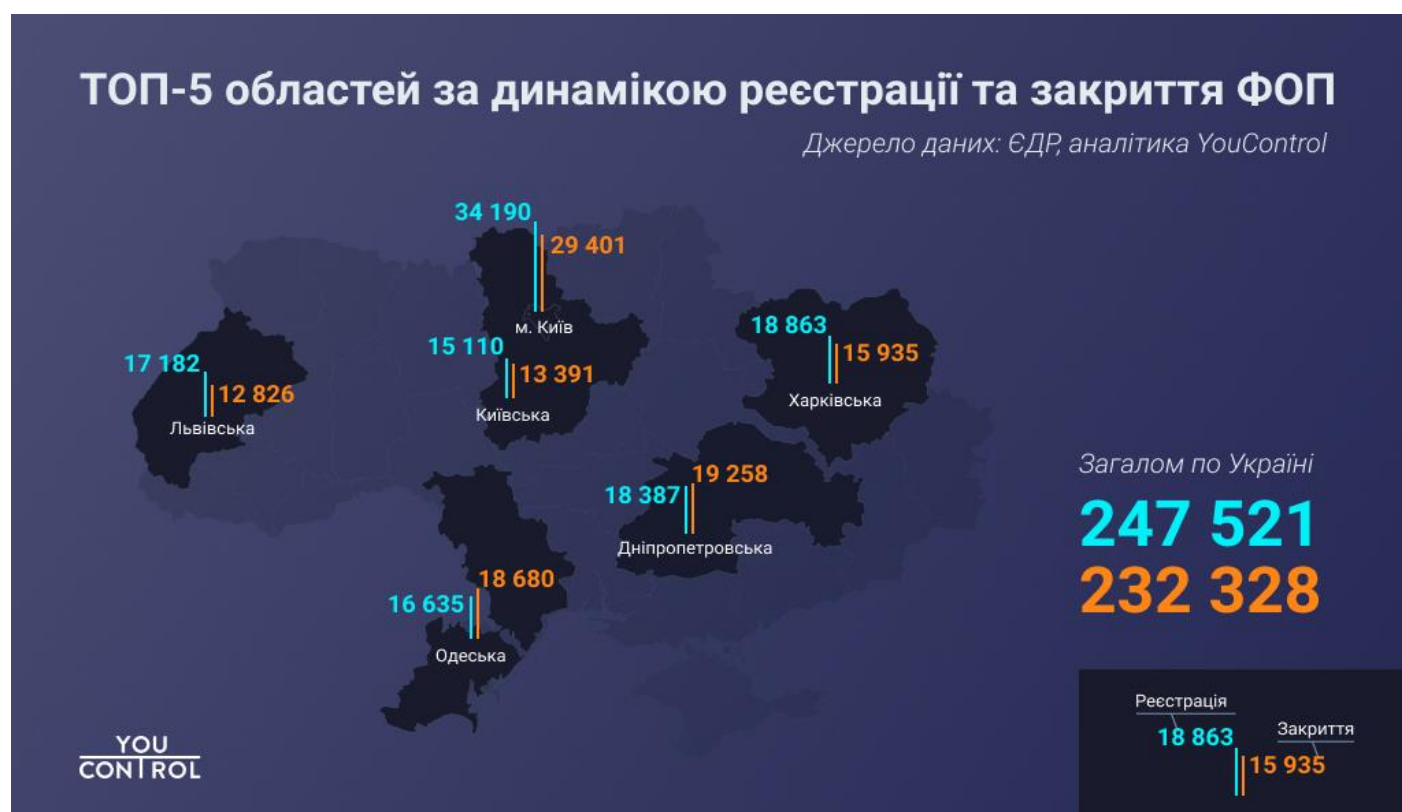 ТОП-5 областей за динамікою реєстрації та закриття ФОП
Джерело даних: ЄДР, аналітика YouControl
34 190
29 401
м. Київ
15 110
13 391
Київська
18 863
15 935
Харківська
17 182
12 826
Львівська
19 258
18 387
Дніпропетровська
18 680
16 635
Одеська
Загалом по Україні
247 521
232 328
Реєстрація
18 863
Закриття
15 935
YOU
CONTROL